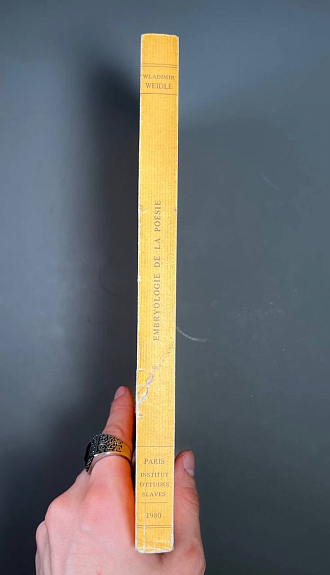 WLADIMIR
WEIDLÉ
EMBRYOLOGIE DE LA POÉSIE
PARIS
INSTITUT
D'ÉTUDES
SLAVES
1980